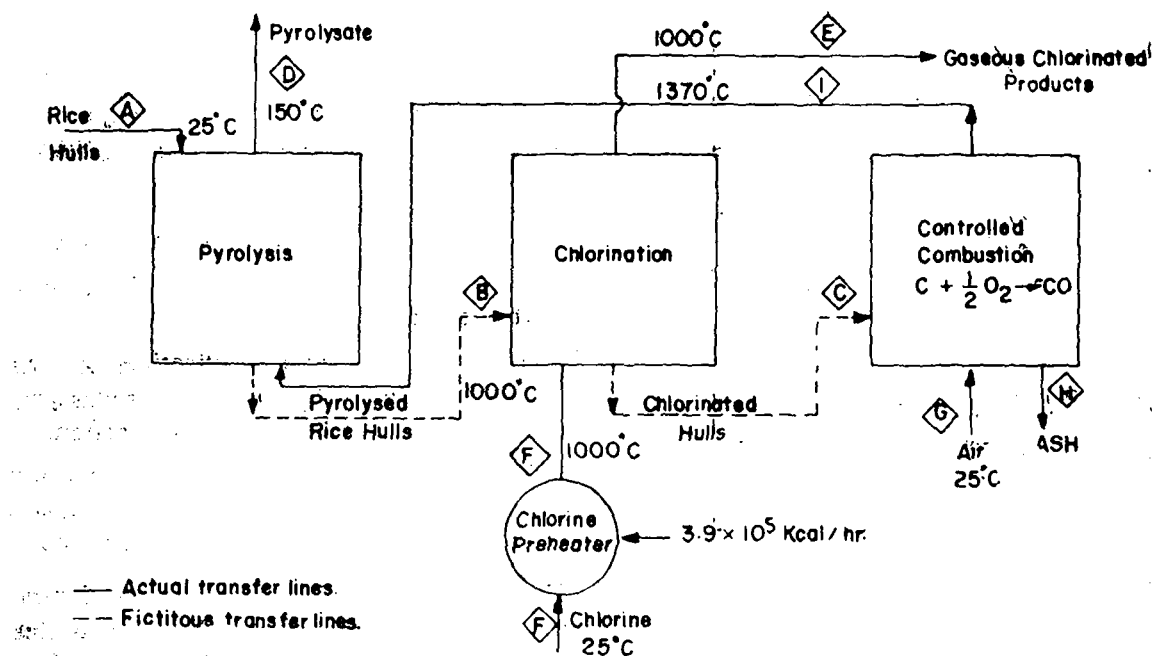 Pyrolysate
D
150°C
Rice
Hulls
A
25°C
1000°C
E
Gaseous Chlorinated
Products
1370°C
I
Pyrolysis
Chlorination
Controlled
Combustion
C + 1/2 O2 → CO
B
C
Pyrolysed
Rice Hulls
1000°C
Chlorinated
Hulls
F
1000°C
G
Air
25°C
H
ASH
Chlorine
Preheater
3.9 × 10^5 Kcal/hr.
F
Chlorine
25°C
Actual transfer lines.
Fictitous transfer lines.